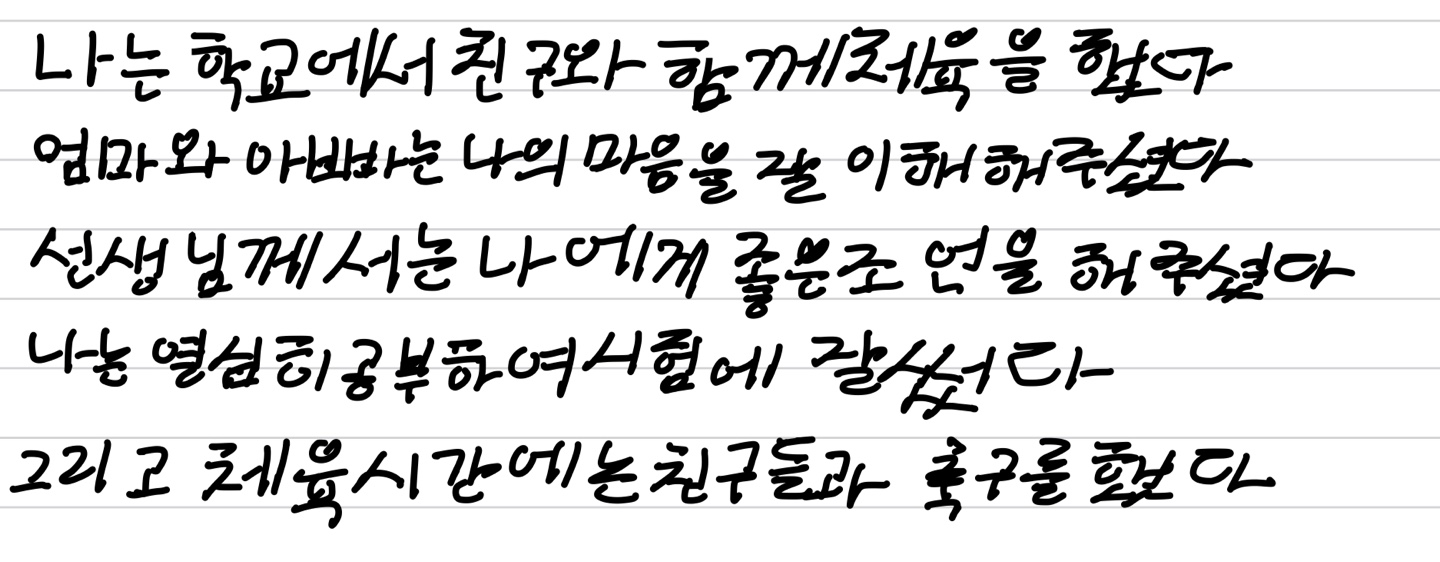 나는 학교에서 친구와 함께 체육을 했다
엄마와 아빠는 나의 마음을 잘 이해해주셨다
선생님께서는 나에게 좋은 조언을 해주셨다
나는 열심히 공부하여 시험에 잘 썼다
그리고 체육시간에는 친구들과 축구를 했다